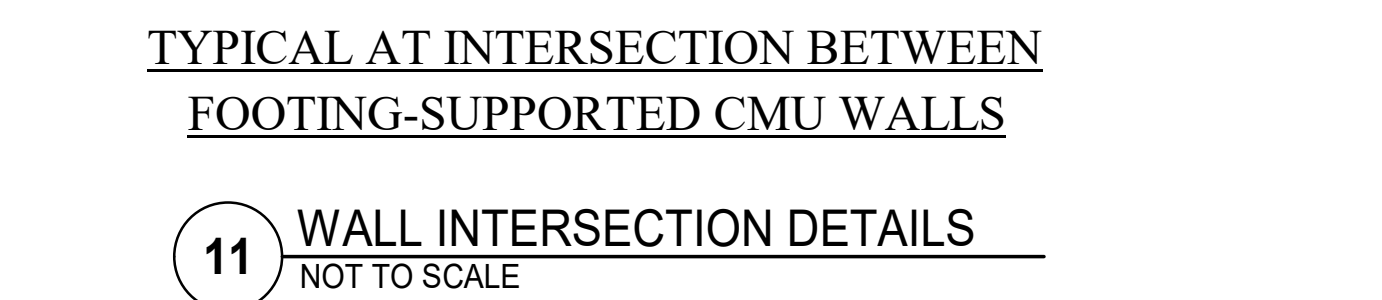 TYPICAL AT INTERSECTION BETWEEN
FOOTING-SUPPORTED CMU WALLS
11 WALL INTERSECTION DETAILS
NOT TO SCALE